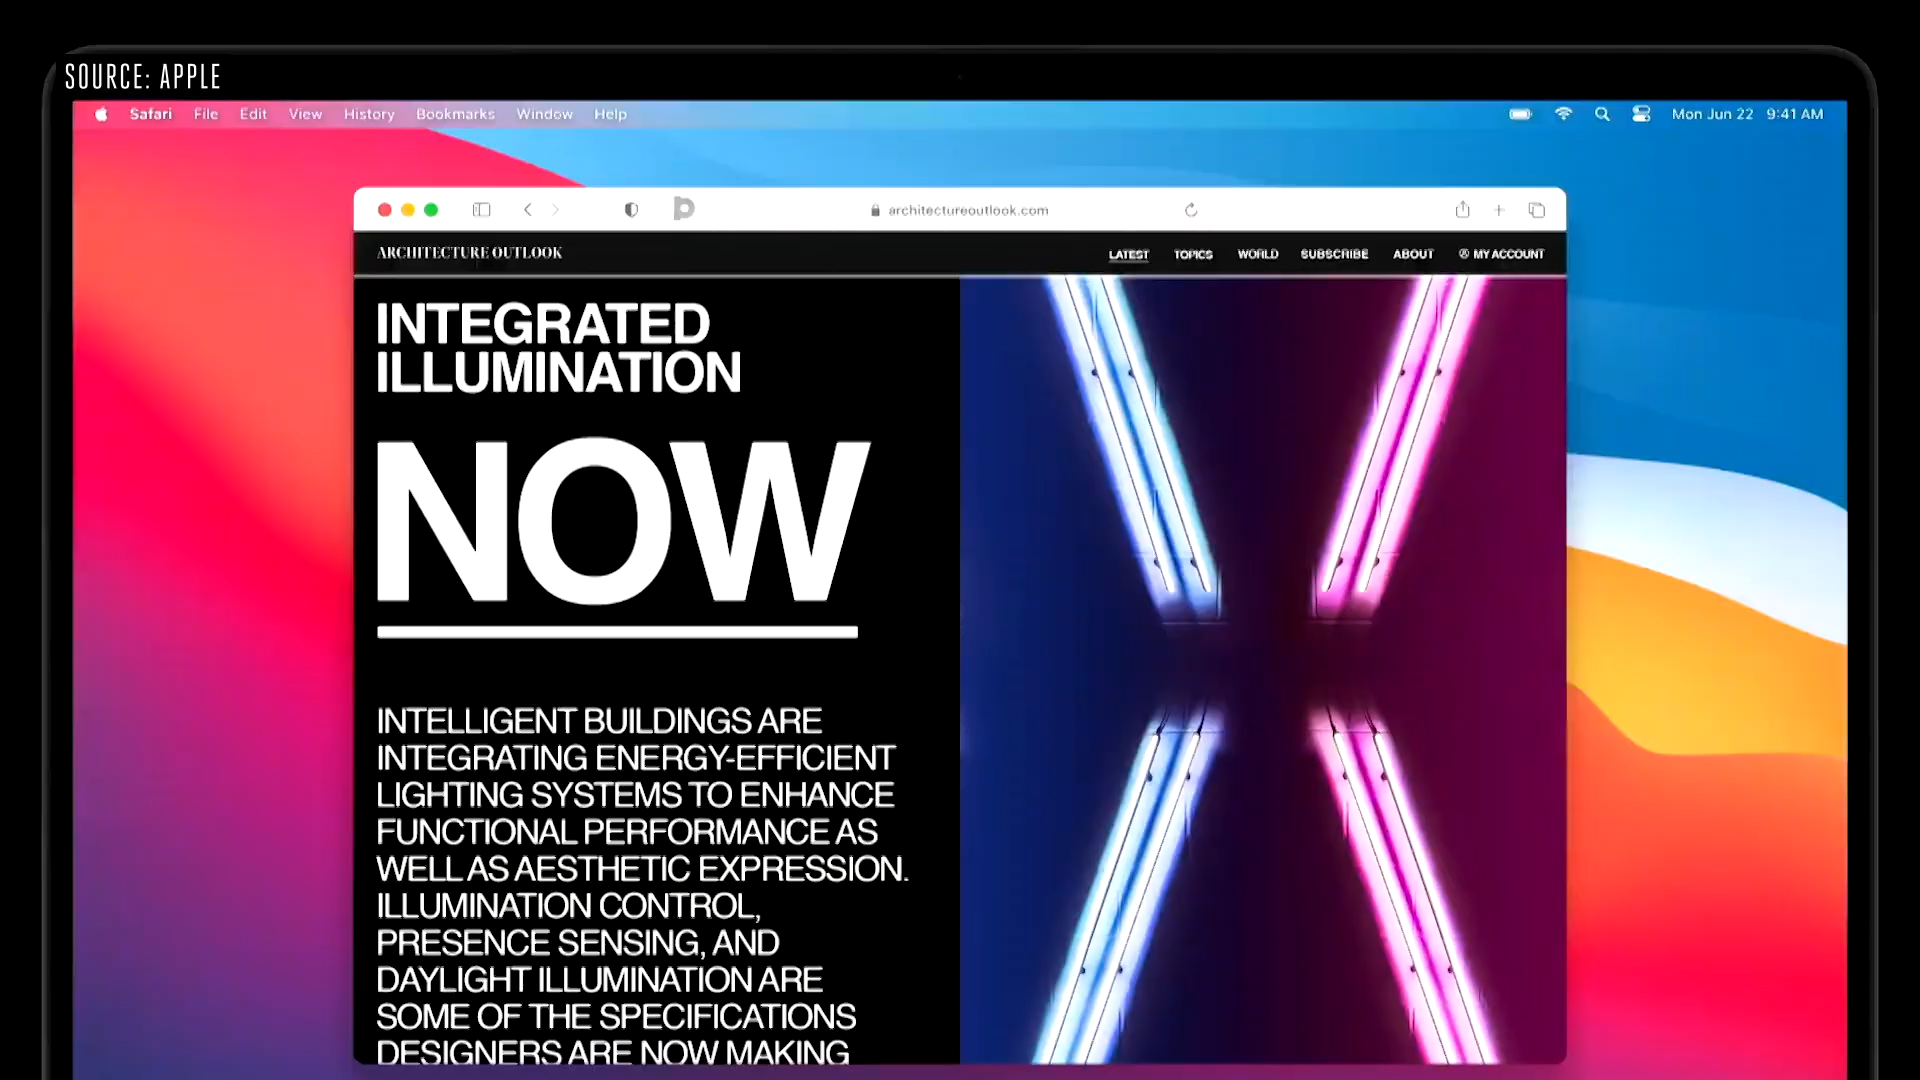 SOURCE: APPLE
Safari File Edit View History Bookmarks Window Help Mon Jun 22 9:41 AM
architectureoutlook.com
ARCHITECTURE OUTLOOK LATEST TOPICS WORLD SUBSCRIBE ABOUT MY ACCOUNT
INTEGRATED
ILLUMINATION
NOW
INTELLIGENT BUILDINGS ARE
INTEGRATING ENERGY-EFFICIENT
LIGHTING SYSTEMS TO ENHANCE
FUNCTIONAL PERFORMANCE AS
WELL AS AESTHETIC EXPRESSION.
ILLUMINATION CONTROL,
PRESENCE SENSING, AND
DAYLIGHT ILLUMINATION ARE
SOME OF THE SPECIFICATIONS
DESIGNERS ARE NOW MAKING